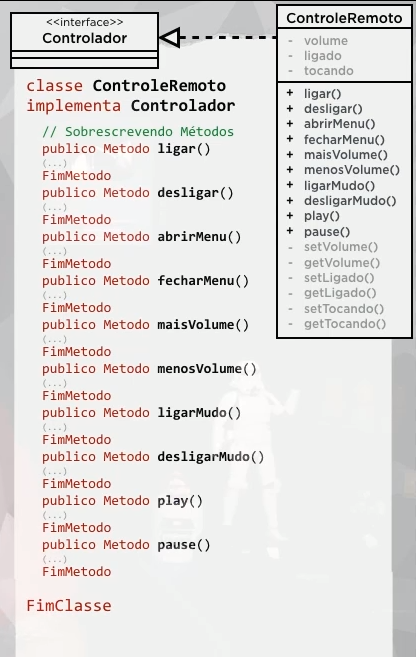 <<interface>>
Controlador
ControleRemoto
- volume
- ligado
- tocando
+ ligar()
+ desligar()
+ abrirMenu()
+ fecharMenu()
+ maisVolume()
+ menosVolume()
+ ligarMudo()
+ desligarMudo()
+ play()
+ pause()
- setVolume()
- getVolume()
- setLigado()
- getLigado()
- setTocando()
- getTocando()
classe ControleRemoto
implementa Controlador
// Sobrescrevendo Métodos
publico Metodo ligar()
(...)
FimMetodo
publico Metodo desligar()
(...)
FimMetodo
publico Metodo abrirMenu()
(...)
FimMetodo
publico Metodo fecharMenu()
(...)
FimMetodo
publico Metodo maisVolume()
(...)
FimMetodo
publico Metodo menosVolume()
(...)
FimMetodo
publico Metodo ligarMudo()
(...)
FimMetodo
publico Metodo desligarMudo()
(...)
FimMetodo
publico Metodo play()
(...)
FimMetodo
publico Metodo pause()
(...)
FimMetodo
FimClasse